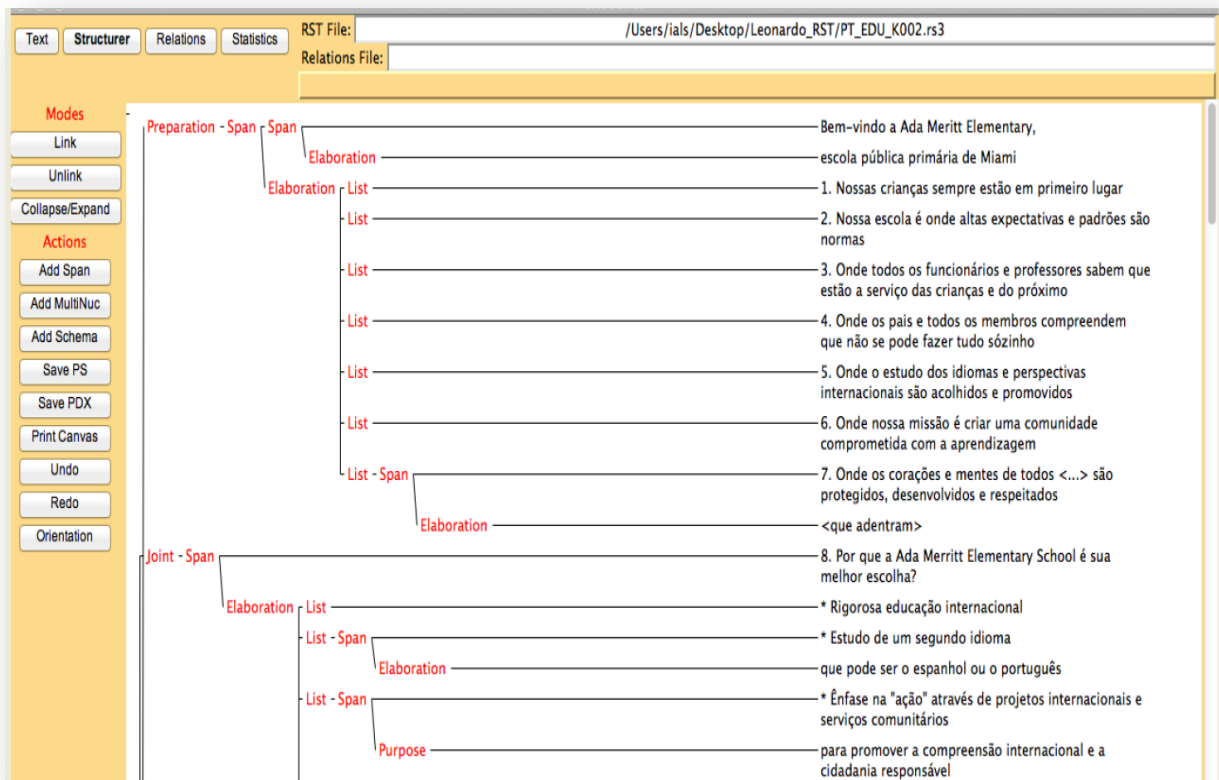 Text Structurer Relations Statistics
RST File: /Users/ials/Desktop/Leonardo_RST/PT_EDU_K002.rs3
Relations File:
Modes
Link
Unlink
Collapse/Expand
Actions
Add Span
Add MultiNuc
Add Schema
Save PS
Save PDX
Print Canvas
Undo
Redo
Orientation
Preparation - Span Span Bem-vindo a Ada Meritt Elementary,
Elaboration escola pública primária de Miami
Elaboration List 1. Nossas crianças sempre estão em primeiro lugar
List 2. Nossa escola é onde altas expectativas e padrões são
normas
List 3. Onde todos os funcionários e professores sabem que
estão a serviço das crianças e do próximo
List 4. Onde os pais e todos os membros compreendem
que não se pode fazer tudo sózinho
List 5. Onde o estudo dos idiomas e perspectivas
internacionais são acolhidos e promovidos
List 6. Onde nossa missão é criar uma comunidade
comprometida com a aprendizagem
List - Span 7. Onde os corações e mentes de todos <...> são
protegidos, desenvolvidos e respeitados
Elaboration <que adentram>
Joint - Span 8. Por que a Ada Merritt Elementary School é sua
melhor escolha?
Elaboration List * Rigorosa educação internacional
List - Span * Estudo de um segundo idioma
Elaboration que pode ser o espanhol ou o português
List - Span * Ênfase na "ação" através de projetos internacionais e
serviços comunitários
Purpose para promover a compreensão internacional e a
cidadania responsável